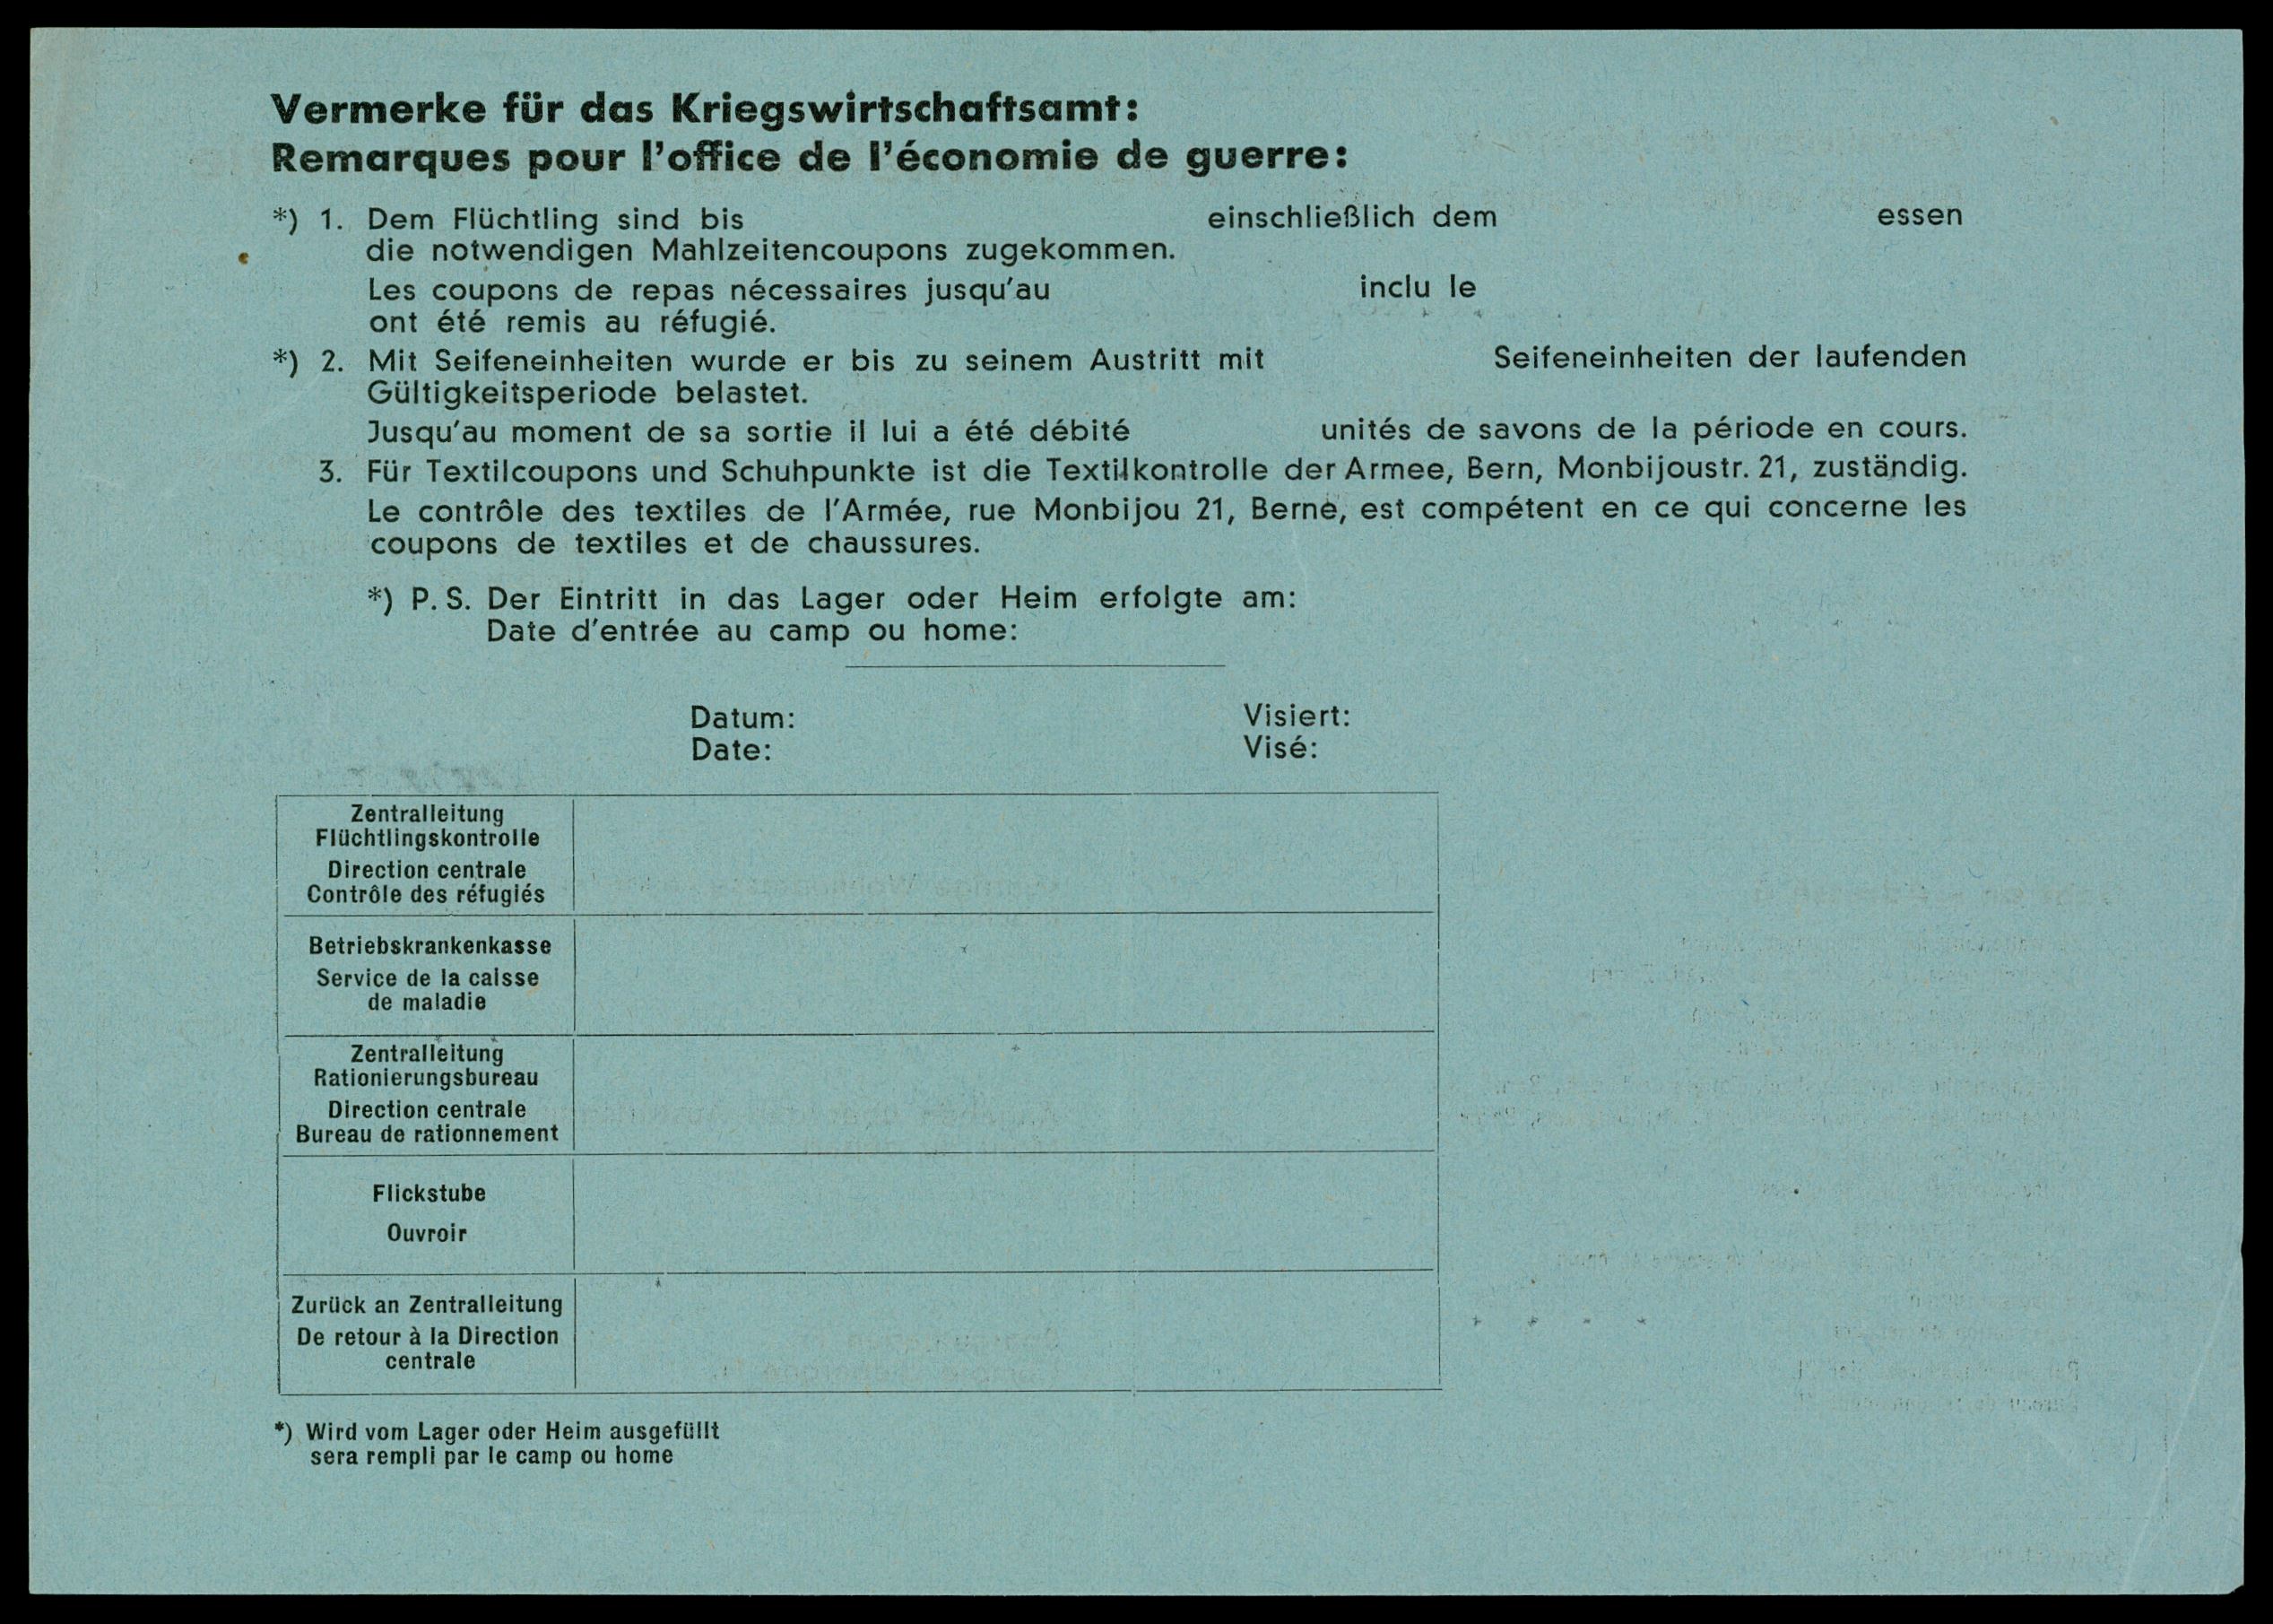 Vermerke für das Kriegswirtschaftsamt:
Remarques pour l'office de l'économie de guerre:
*) 1. Dem Flüchtling sind bis einschließlich dem essen
die notwendigen Mahlzeitencoupons zugekommen.
Les coupons de repas nécessaires jusqu'au inclu le
ont été remis au réfugié.
*) 2. Mit Seifeneinheiten wurde er bis zu seinem Austritt mit Seifeneinheiten der laufenden
Gültigkeitsperiode belastet.
Jusqu'au moment de sa sortie il lui a été débité unités de savons de la période en cours.
3. Für Textilcoupons und Schuhpunkte ist die Textilkontrolle der Armee, Bern, Monbijoustr. 21, zuständig.
Le contrôle des textiles de l'Armée, rue Monbijou 21, Berne, est compétent en ce qui concerne les
coupons de textiles et de chaussures.
*) P. S. Der Eintritt in das Lager oder Heim erfolgte am:
Date d'entrée au camp ou home:
Datum: Visiert:
Date: Visé:
Zentralleitung
Flüchtlingskontrolle
Direction centrale
Contrôle des réfugiés
Betriebskrankenkasse
Service de la caisse
de maladie
Zentralleitung
Rationierungsbureau
Direction centrale
Bureau de rationnement
Flickstube
Ouvroir
Zurück an Zentralleitung
De retour à la Direction
centrale
*) Wird vom Lager oder Heim ausgefüllt
sera rempli par le camp ou home